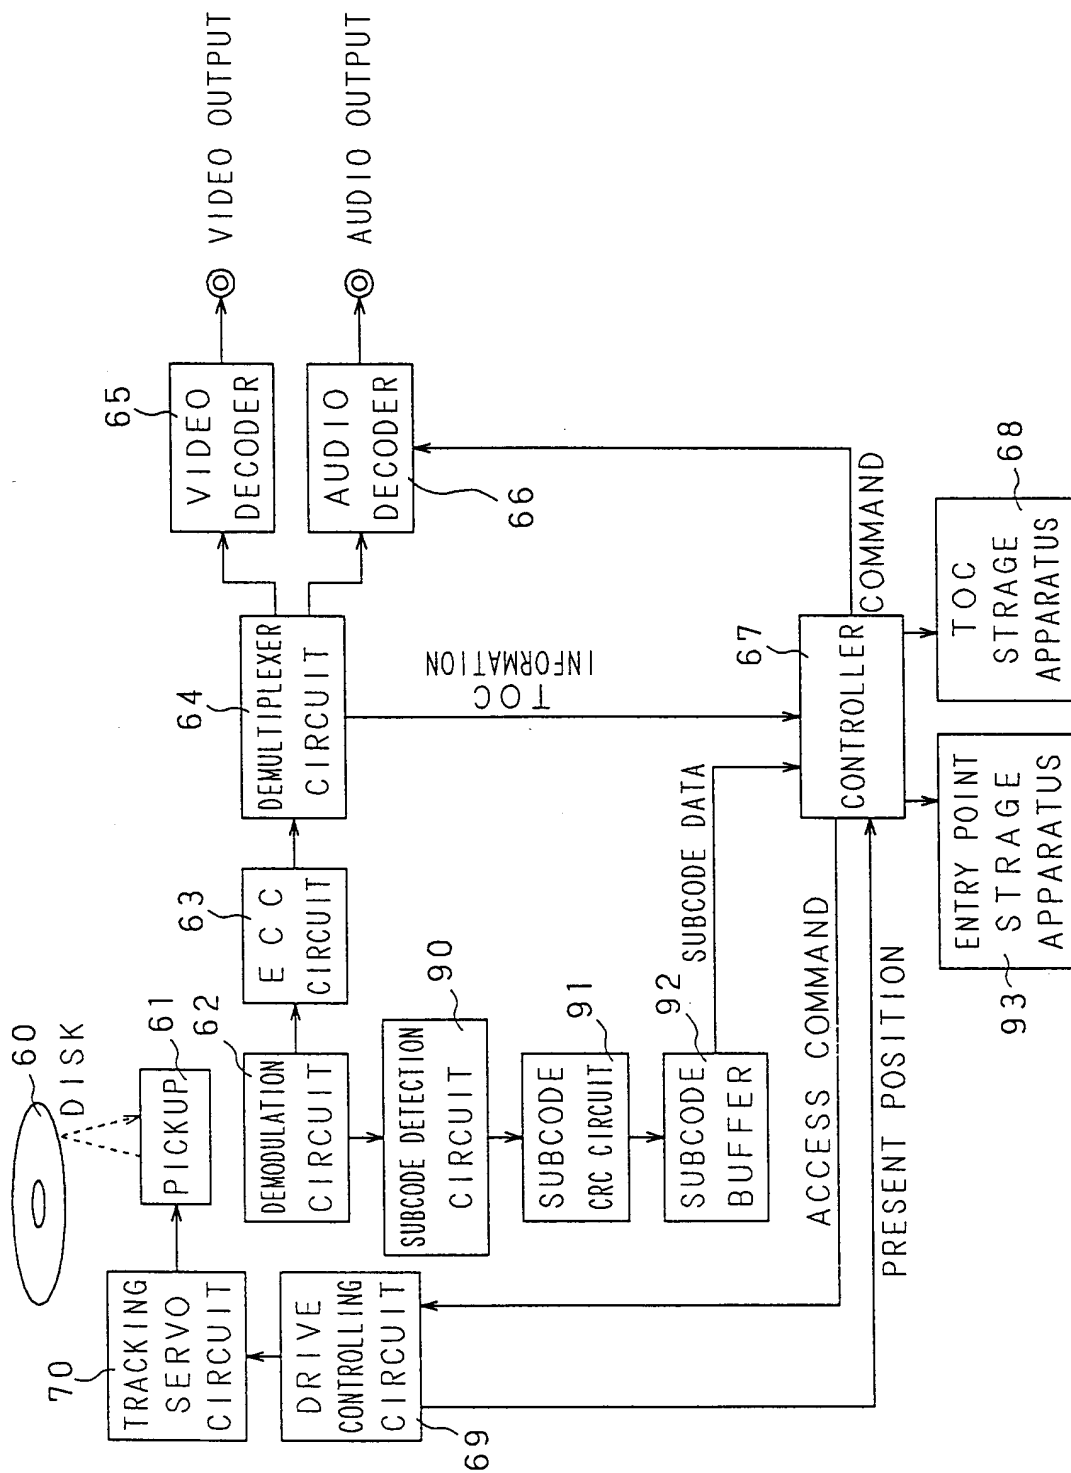 60
DISK
PICKUP
61
70
TRACKING
SERVO
CIRCUIT
DRIVE
CONTROLLING
CIRCUIT
69
62
DEMODULATION
CIRCUIT
63
ECC
CIRCUIT
64
DEMULTIPLEXER
CIRCUIT
65
VIDEO
DECODER
VIDEO OUTPUT
AUDIO
DECODER
66
AUDIO OUTPUT
SUBCODE DETECTION
CIRCUIT
90
SUBCODE
CRC CIRCUIT
91
SUBCODE
BUFFER
92
SUBCODE DATA
TOC
INFORMATION
67
CONTROLLER
COMMAND
ACCESS COMMAND
PRESENT POSITION
ENTRY POINT
STRAGE
APPARATUS
93
TOC
STRAGE
APPARATUS
68